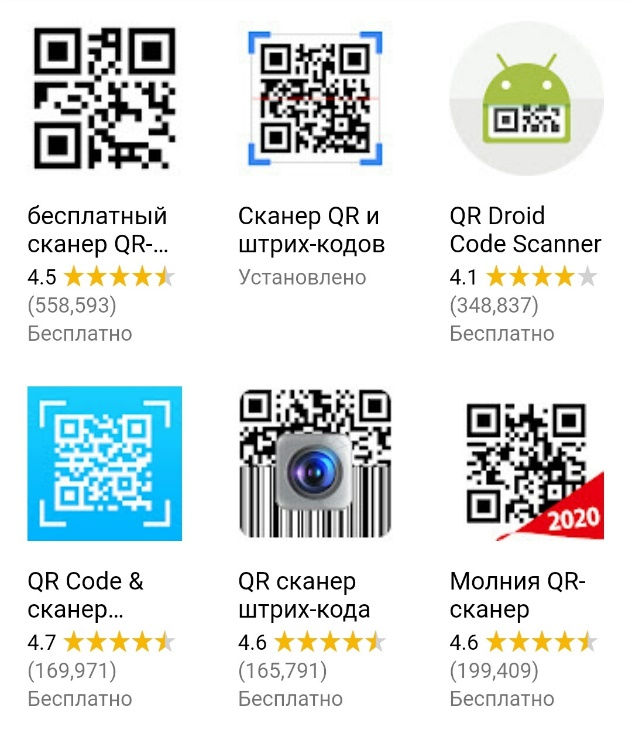 бесплатный
сканер QR-...
4.5
(558,593)
Бесплатно
Сканер QR и
штрих-кодов
Установлено
QR Droid
Code Scanner
4.1
(348,837)
Бесплатно
QR Code &
сканер...
4.7
(169,971)
Бесплатно
QR сканер
штрих-кода
4.6
(165,791)
Бесплатно
2020
Молния QR-
сканер
4.6
(199,409)
Бесплатно